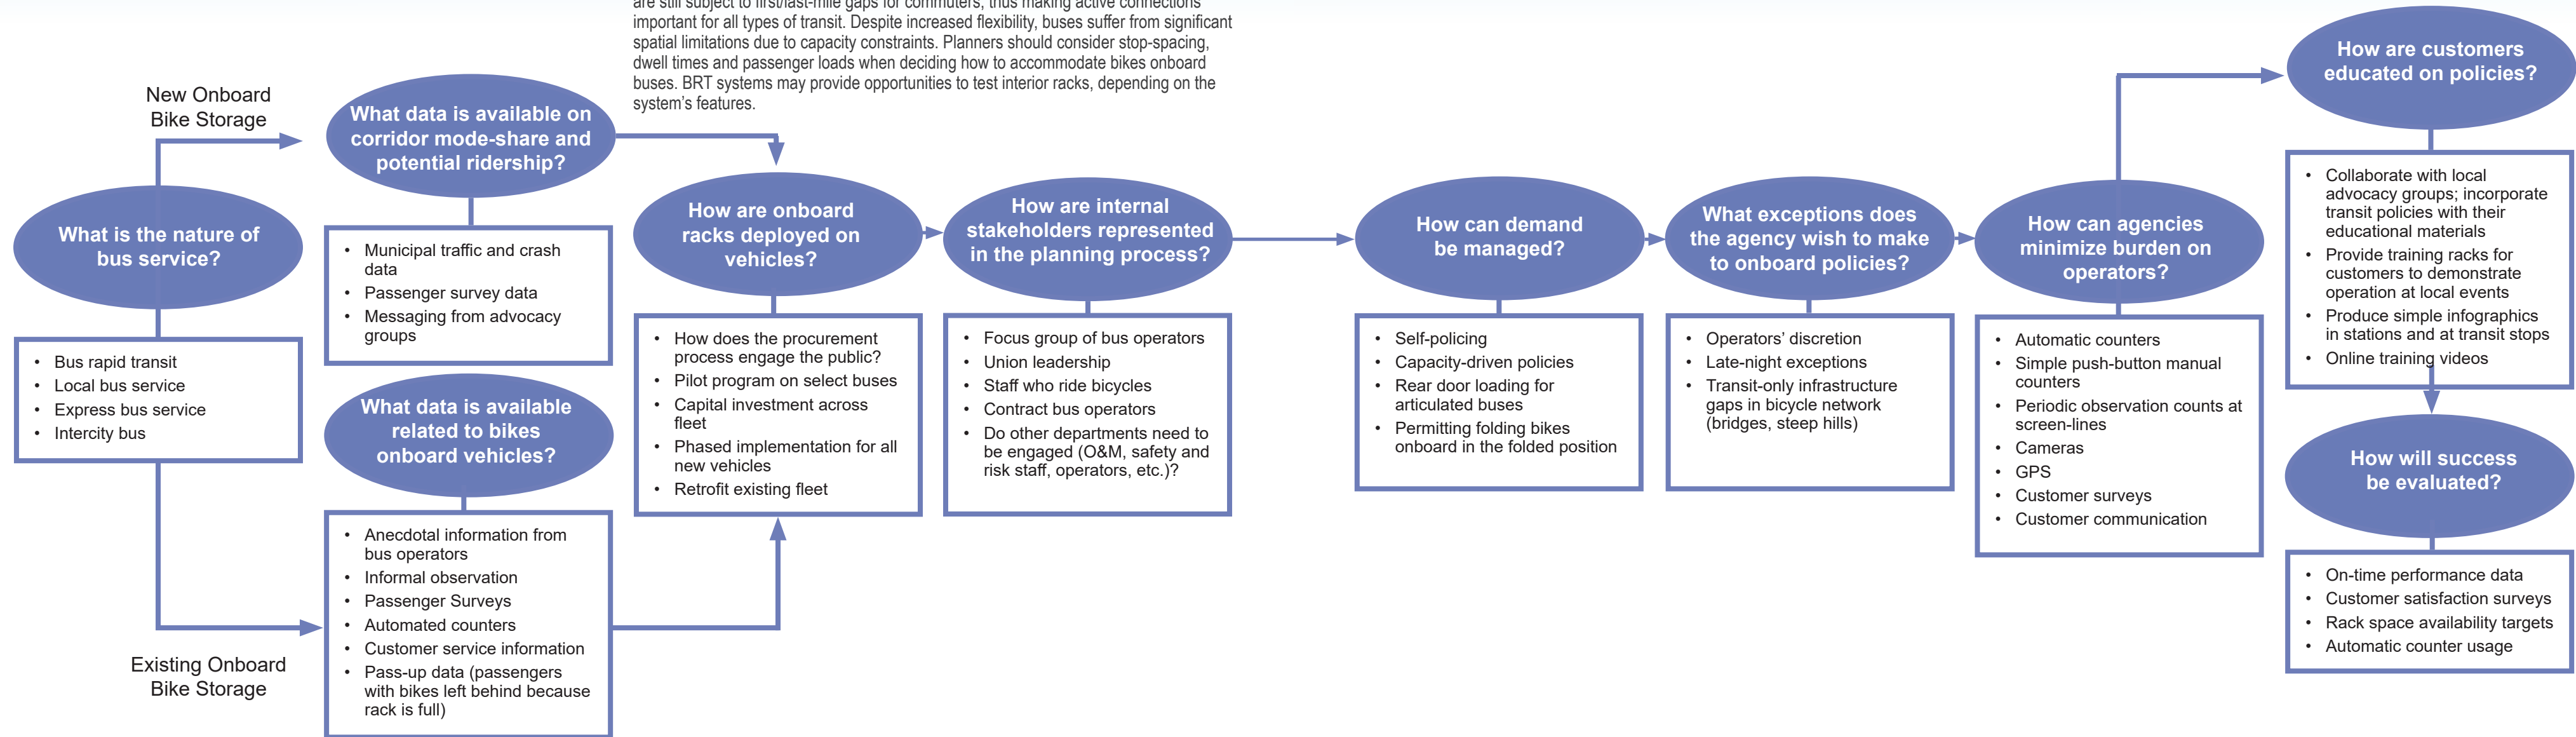 are still subject to first/last-mile gaps for commuters, thus making active connections
important for all types of transit. Despite increased flexibility, buses suffer from significant
spatial limitations due to capacity constraints. Planners should consider stop-spacing,
dwell times and passenger loads when deciding how to accommodate bikes onboard
buses. BRT systems may provide opportunities to test interior racks, depending on the
system’s features.
New Onboard
Bike Storage
What is the nature of
bus service?
• Bus rapid transit
• Local bus service
• Express bus service
• Intercity bus
Existing Onboard
Bike Storage
What data is available on
corridor mode-share and
potential ridership?
• Municipal traffic and crash
data
• Passenger survey data
• Messaging from advocacy
groups
What data is available
related to bikes
onboard vehicles?
• Anecdotal information from
bus operators
• Informal observation
• Passenger Surveys
• Automated counters
• Customer service information
• Pass-up data (passengers
with bikes left behind because
rack is full)
How are onboard
racks deployed on
vehicles?
• How does the procurement
process engage the public?
• Pilot program on select buses
• Capital investment across
fleet
• Phased implementation for all
new vehicles
• Retrofit existing fleet
How are internal
stakeholders represented
in the planning process?
• Focus group of bus operators
• Union leadership
• Staff who ride bicycles
• Contract bus operators
• Do other departments need to
be engaged (O&M, safety and
risk staff, operators, etc.)?
How can demand
be managed?
• Self-policing
• Capacity-driven policies
• Rear door loading for
articulated buses
• Permitting folding bikes
onboard in the folded position
What exceptions does
the agency wish to make
to onboard policies?
• Operators’ discretion
• Late-night exceptions
• Transit-only infrastructure
gaps in bicycle network
(bridges, steep hills)
How can agencies
minimize burden on
operators?
• Automatic counters
• Simple push-button manual
counters
• Periodic observation counts at
screen-lines
• Cameras
• GPS
• Customer surveys
• Customer communication
How are customers
educated on policies?
• Collaborate with local
advocacy groups; incorporate
transit policies with their
educational materials
• Provide training racks for
customers to demonstrate
operation at local events
• Produce simple infographics
in stations and at transit stops
• Online training videos
How will success
be evaluated?
• On-time performance data
• Customer satisfaction surveys
• Rack space availability targets
• Automatic counter usage